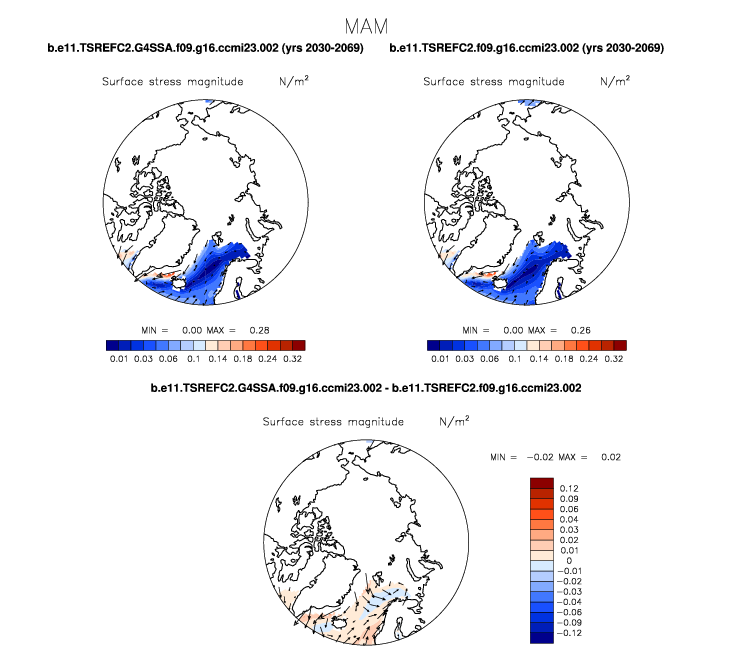 MAM
b.e11.TSREFC2.G4SSA.f09.g16.ccmi23.002 (yrs 2030-2069) b.e11.TSREFC2.f09.g16.ccmi23.002 (yrs 2030-2069)
Surface stress magnitude N/m²
Surface stress magnitude N/m²
MIN = 0.00 MAX = 0.28
MIN = 0.00 MAX = 0.26
0.01 0.03 0.06 0.1 0.14 0.18 0.24 0.32
0.01 0.03 0.06 0.1 0.14 0.18 0.24 0.32
b.e11.TSREFC2.G4SSA.f09.g16.ccmi23.002 - b.e11.TSREFC2.f09.g16.ccmi23.002
Surface stress magnitude N/m²
MIN = −0.02 MAX = 0.02
0.12
0.09
0.06
0.04
0.03
0.02
0.01
0
−0.01
−0.02
−0.03
−0.04
−0.06
−0.09
−0.12